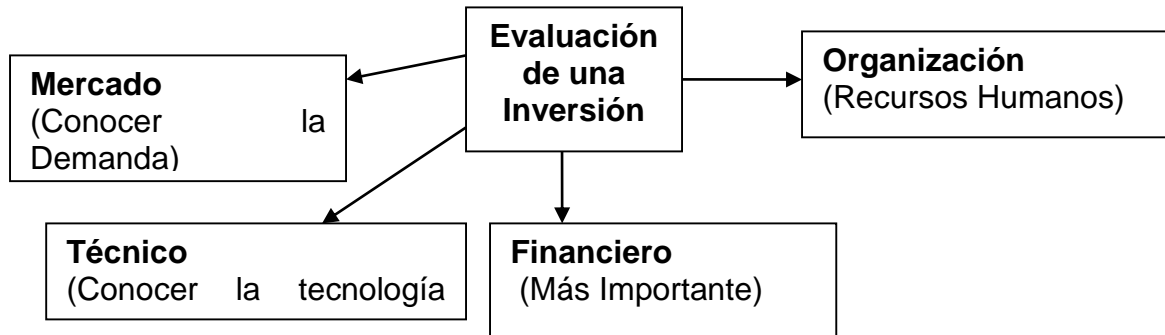 Evaluación
de una
Inversión
Mercado
(Conocer la
Demanda)
Organización
(Recursos Humanos)
Técnico
(Conocer la tecnología
Financiero
(Más Importante)